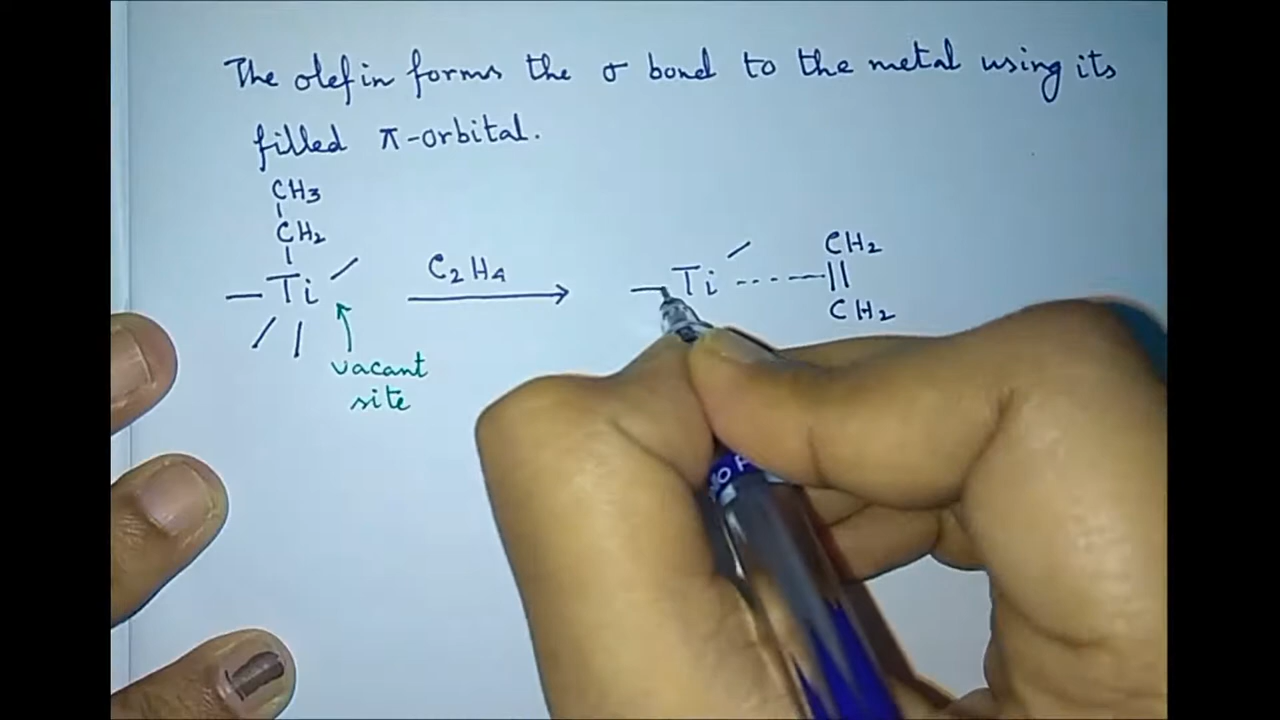 The olefin forms the σ bond to the metal using its
filled π-orbital.
CH3
CH2
Ti
C2H4
vacant
site
Ti
CH2
CH2